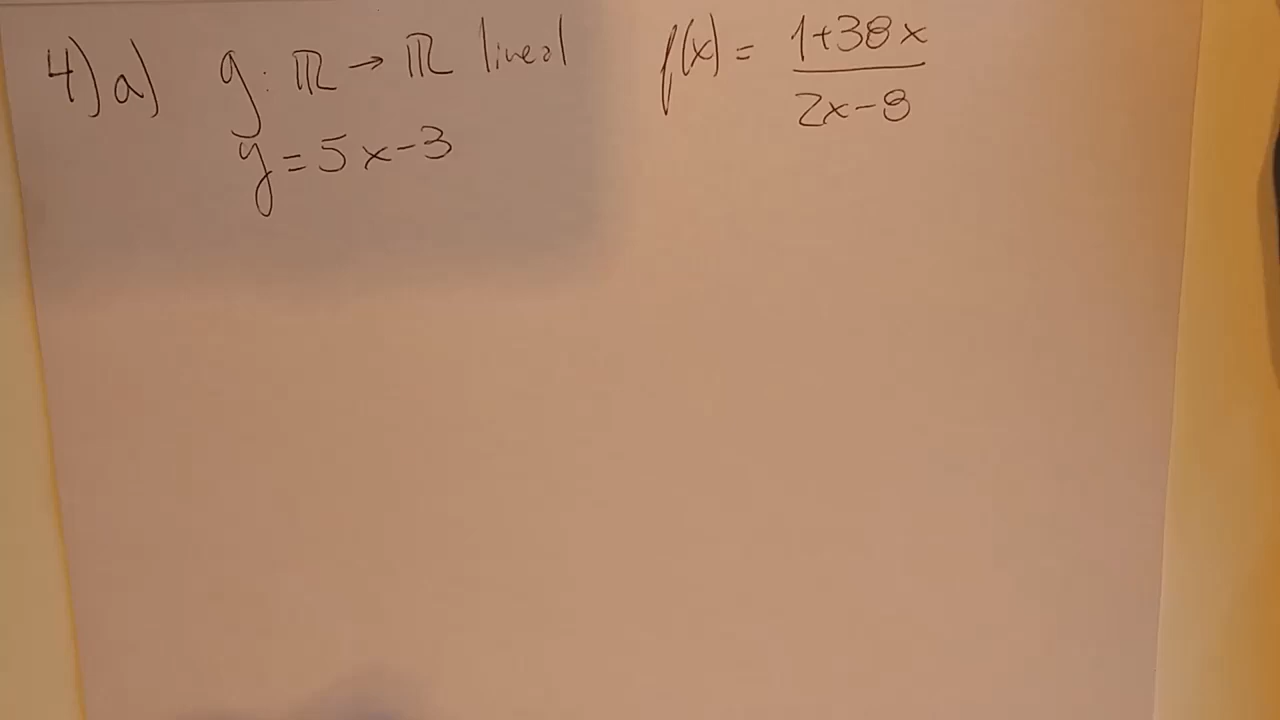 4) a) g: ℝ → ℝ lineal f(x) = 1+38x / 2x-8
y = 5x-3